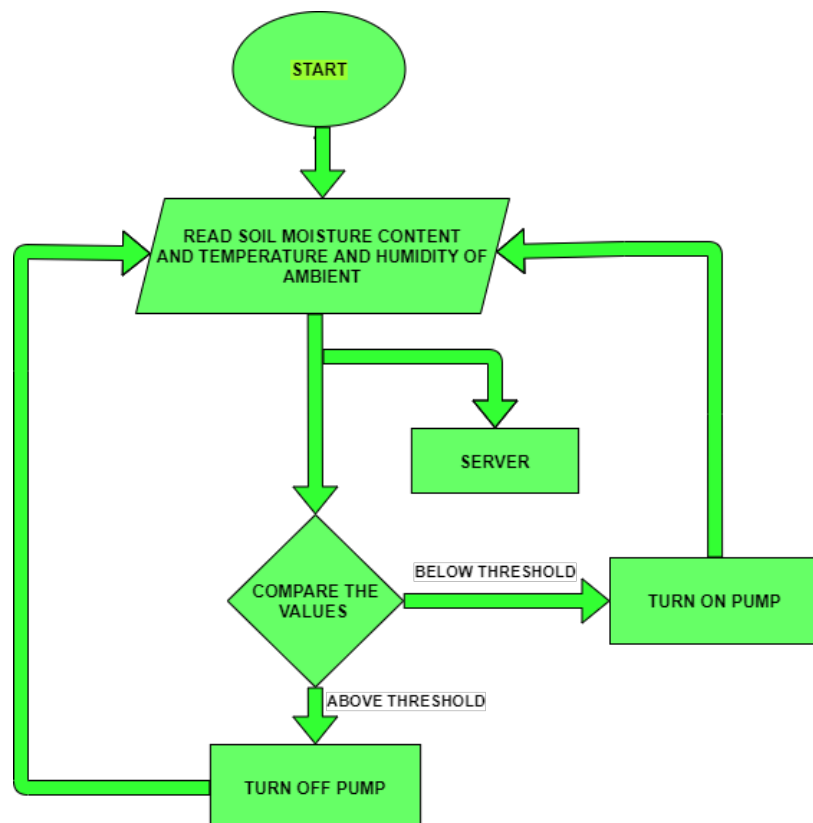 START
READ SOIL MOISTURE CONTENT
AND TEMPERATURE AND HUMIDITY OF
AMBIENT
SERVER
COMPARE THE
VALUES
BELOW THRESHOLD
TURN ON PUMP
ABOVE THRESHOLD
TURN OFF PUMP